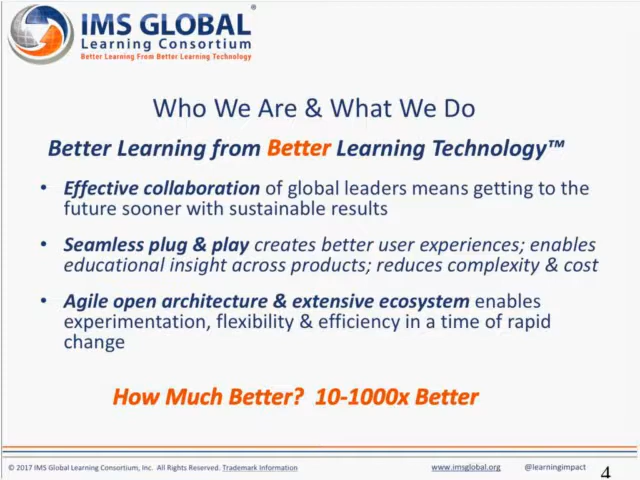 IMS GLOBAL®
Learning Consortium
Better Learning From Better Learning Technology
Who We Are & What We Do
Better Learning from Better Learning Technology™
• Effective collaboration of global leaders means getting to the
future sooner with sustainable results
• Seamless plug & play creates better user experiences; enables
educational insight across products; reduces complexity & cost
• Agile open architecture & extensive ecosystem enables
experimentation, flexibility & efficiency in a time of rapid
change
How Much Better? 10-1000x Better
© 2017 IMS Global Learning Consortium, Inc. All Rights Reserved. Trademark Information www.imsglobal.org @learningimpact 4